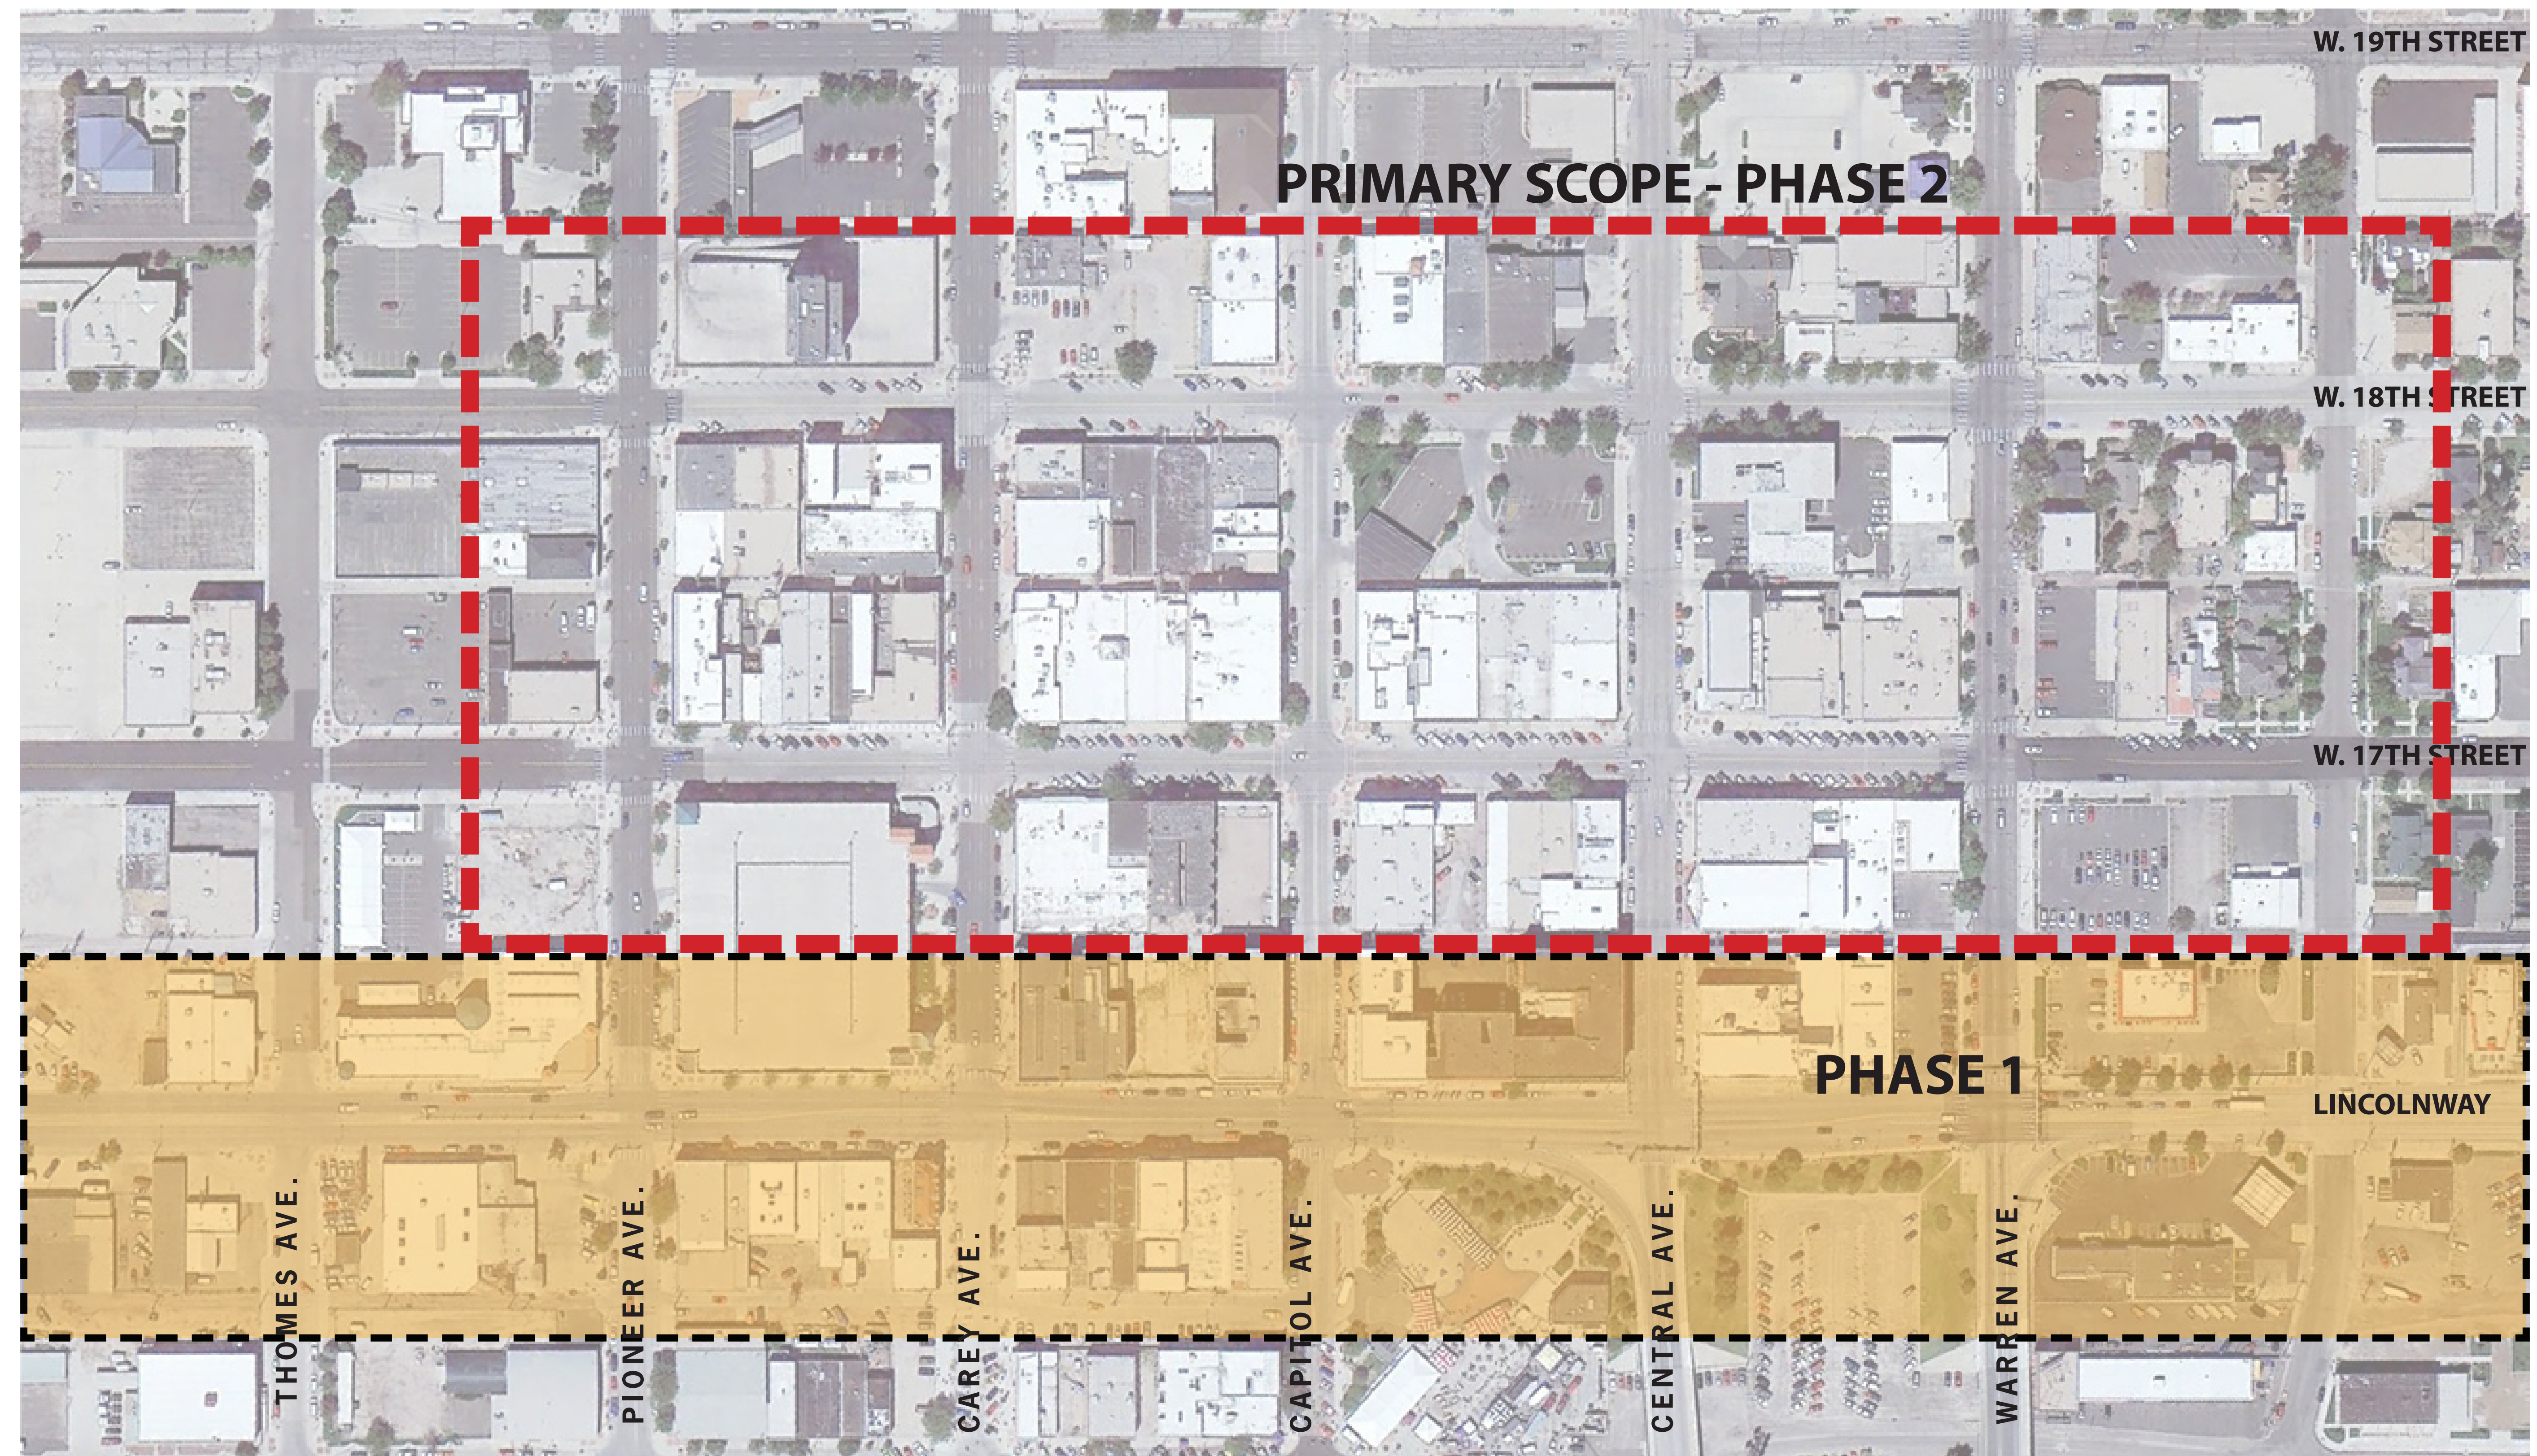 W. 19TH STREET
PRIMARY SCOPE - PHASE 2
W. 18TH STREET
W. 17TH STREET
PHASE 1
LINCOLNWAY
THOMES AVE.
PIONEER AVE.
CAREY AVE.
CAPITOL AVE.
CENTRAL AVE.
WARREN AVE.